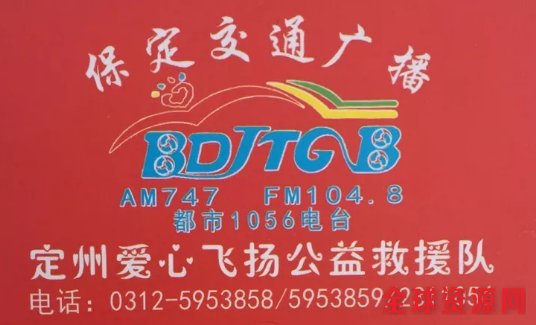 保定交通广播
BDJTGB
AM747 FM104.8
都市1056电台
定州爱心飞扬公益救援队
电话：0312-5953858/5953859
全球资源网